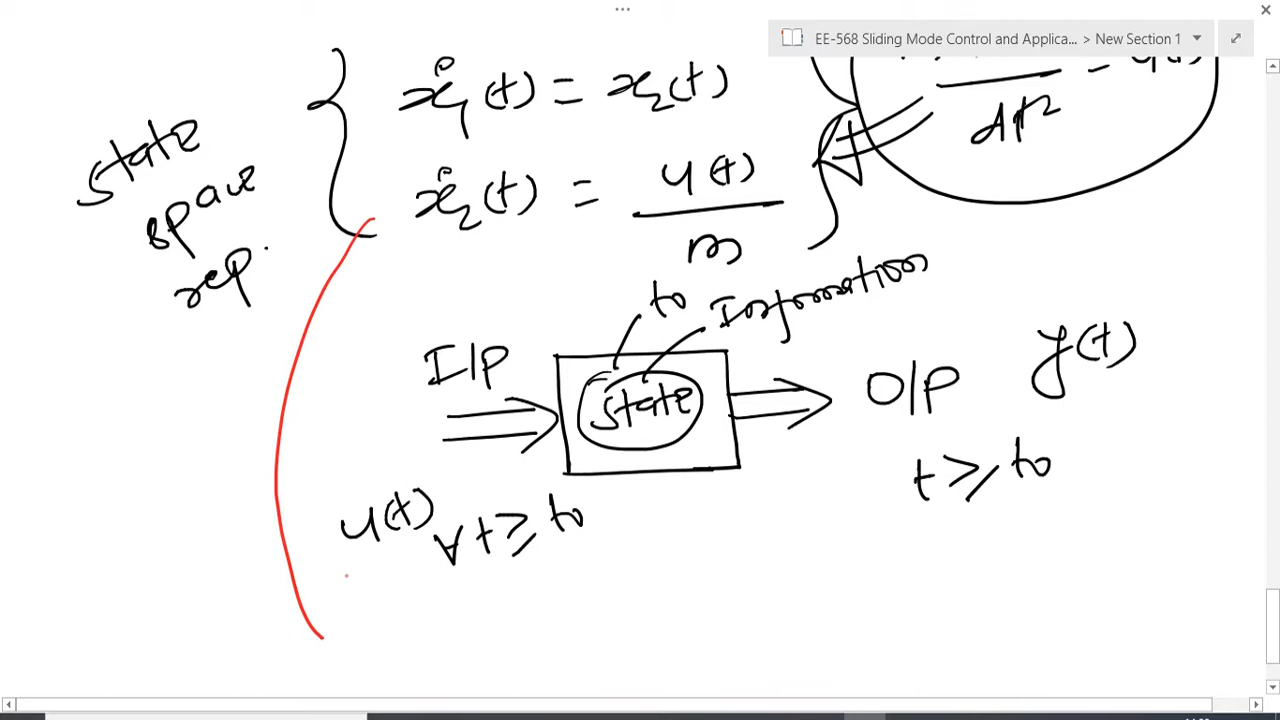 EE-568 Sliding Mode Control and Applica... > New Section 1
State
space
rep.
ẋ₁(t) = x₂(t)
ẋ₂(t) = u(t)/m
dt²
to
Information
I/P
State
O/P
y(t)
t ≥ to
u(t) ∀ t ≥ to